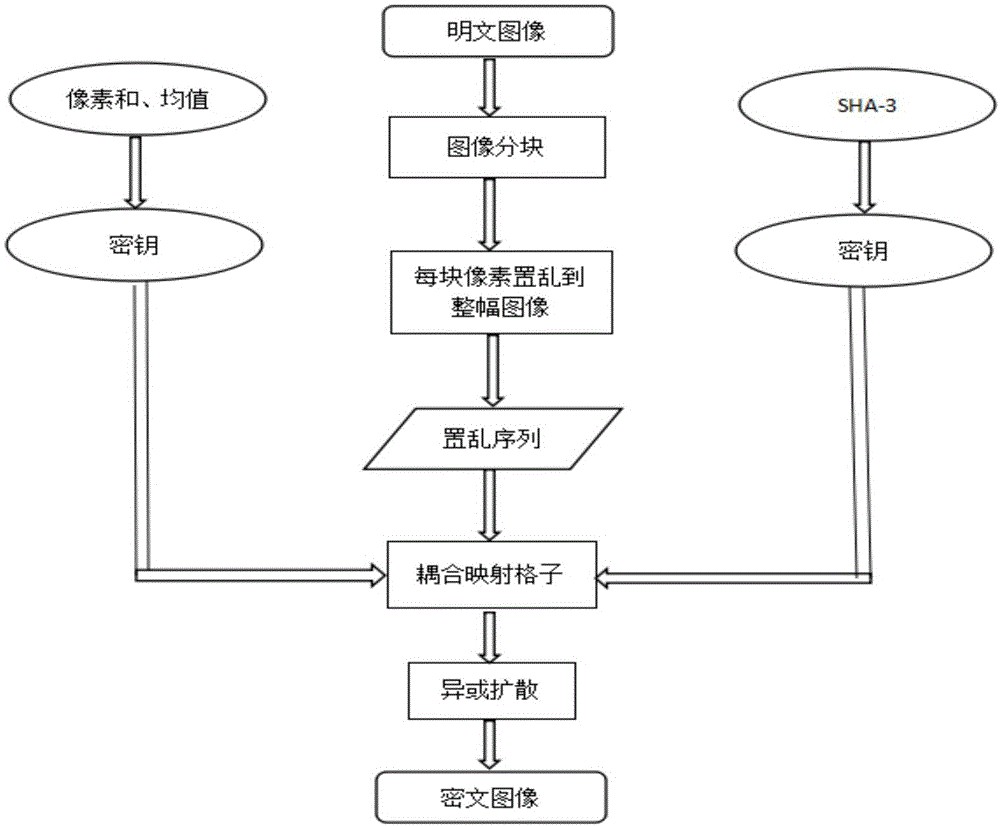 明文图像
像素和、均值
SHA-3
图像分块
密钥
密钥
每块像素置乱到
整幅图像
置乱序列
耦合映射格子
异或扩散
密文图像